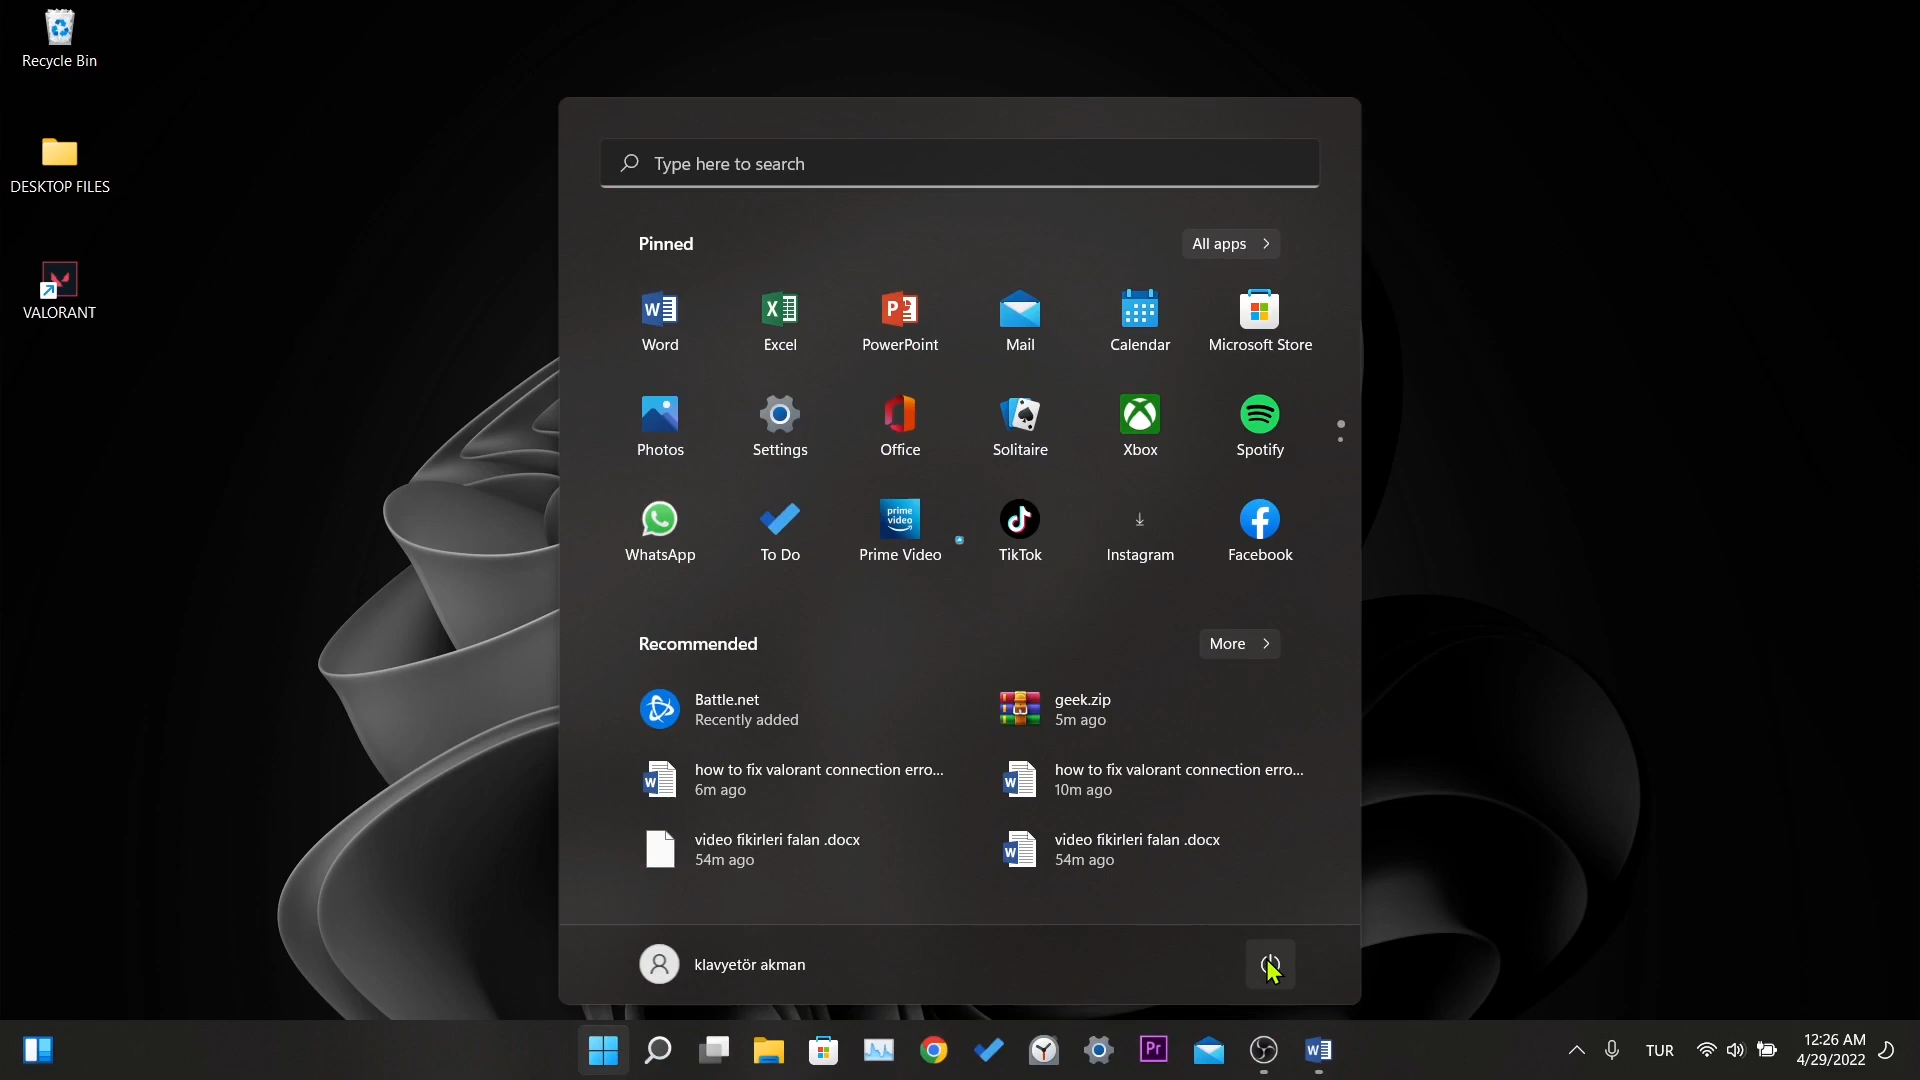 Recycle Bin
DESKTOP FILES
VALORANT
Type here to search
Pinned
All apps
Word
Excel
PowerPoint
Mail
Calendar
Microsoft Store
Photos
Settings
Office
Solitaire
Xbox
Spotify
prime
video
WhatsApp
To Do
Prime Video
TikTok
Instagram
Facebook
Recommended
More
Battle.net
Recently added
geek.zip
5m ago
how to fix valorant connection erro...
6m ago
how to fix valorant connection erro...
10m ago
video fikirleri falan .docx
54m ago
video fikirleri falan .docx
54m ago
klavyetör akman
Pr
TUR
12:26 AM
4/29/2022